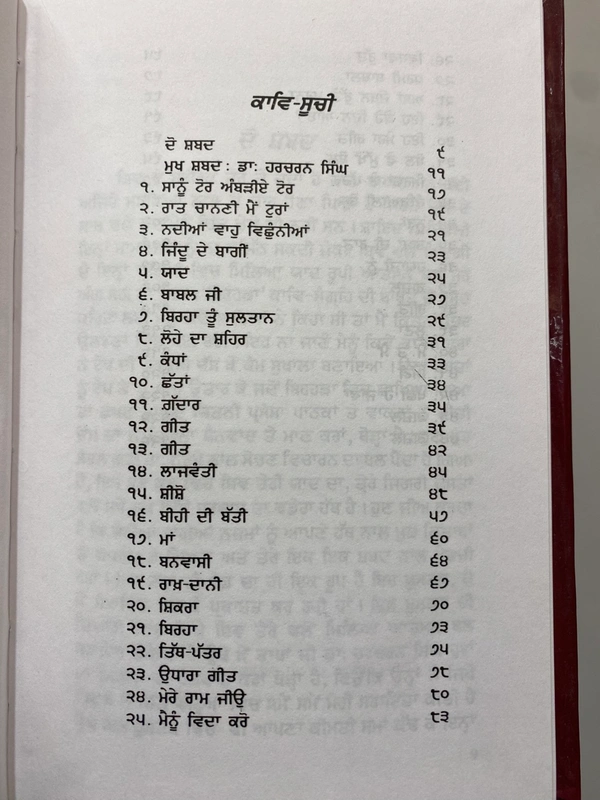 ਕਾਵਿ-ਸੂਚੀ
ਦੋ ਸ਼ਬਦ ੯
ਮੁਖ ਸ਼ਬਦ : ਡਾ: ਹਰਚਰਨ ਸਿੰਘ ੧੧
੧. ਸਾਨੂੰ ਟੋਰ ਅੰਬੜੀਏ ਟੋਰ ੧੭
੨. ਰਾਤ ਚਾਨਣੀ ਮੈਂ ਟੁਰਾਂ ੧੯
੩. ਨਦੀਆਂ ਵਾਹੁ ਵਿਛੁੰਨੀਆਂ ੨੧
੪. ਜਿੰਦੂ ਦੇ ਬਾਗੀਂ ੨੩
੫. ਯਾਦ ੨੫
੬. ਬਾਬਲ ਜੀ ੨੭
੭. ਬਿਰਹਾ ਤੂੰ ਸੁਲਤਾਨ ੨੯
੮. ਲੋਹੇ ਦਾ ਸ਼ਹਿਰ ੩੧
੯. ਕੰਧਾਂ ੩੩
੧੦. ਛੱਤਾਂ ੩੪
੧੧. ਗ਼ੱਦਾਰ ੩੫
੧੨. ਗੀਤ ੩੯
੧੩. ਗੀਤ ੪੨
੧੪. ਲਾਜਵੰਤੀ ੪੫
੧੫. ਸ਼ੀਸ਼ੋ ੪੮
੧੬. ਬੀਹੀ ਦੀ ਬੱਤੀ ੫੭
੧੭. ਮਾਂ ੬੦
੧੮. ਬਨਵਾਸੀ ੬੪
੧੯. ਰਾਖ਼-ਦਾਨੀ ੬੭
੨੦. ਸ਼ਿਕਰਾ ੭੦
੨੧. ਬਿਰਹਾ ੭੩
੨੨. ਤਿੱਥ-ਪੱਤਰ ੭੫
੨੩. ਉਧਾਰਾ ਗੀਤ ੭੮
੨੪. ਮੇਰੇ ਰਾਮ ਜੀਉ ੮੦
੨੫. ਮੈਨੂੰ ਵਿਦਾ ਕਰੋ ੮੩